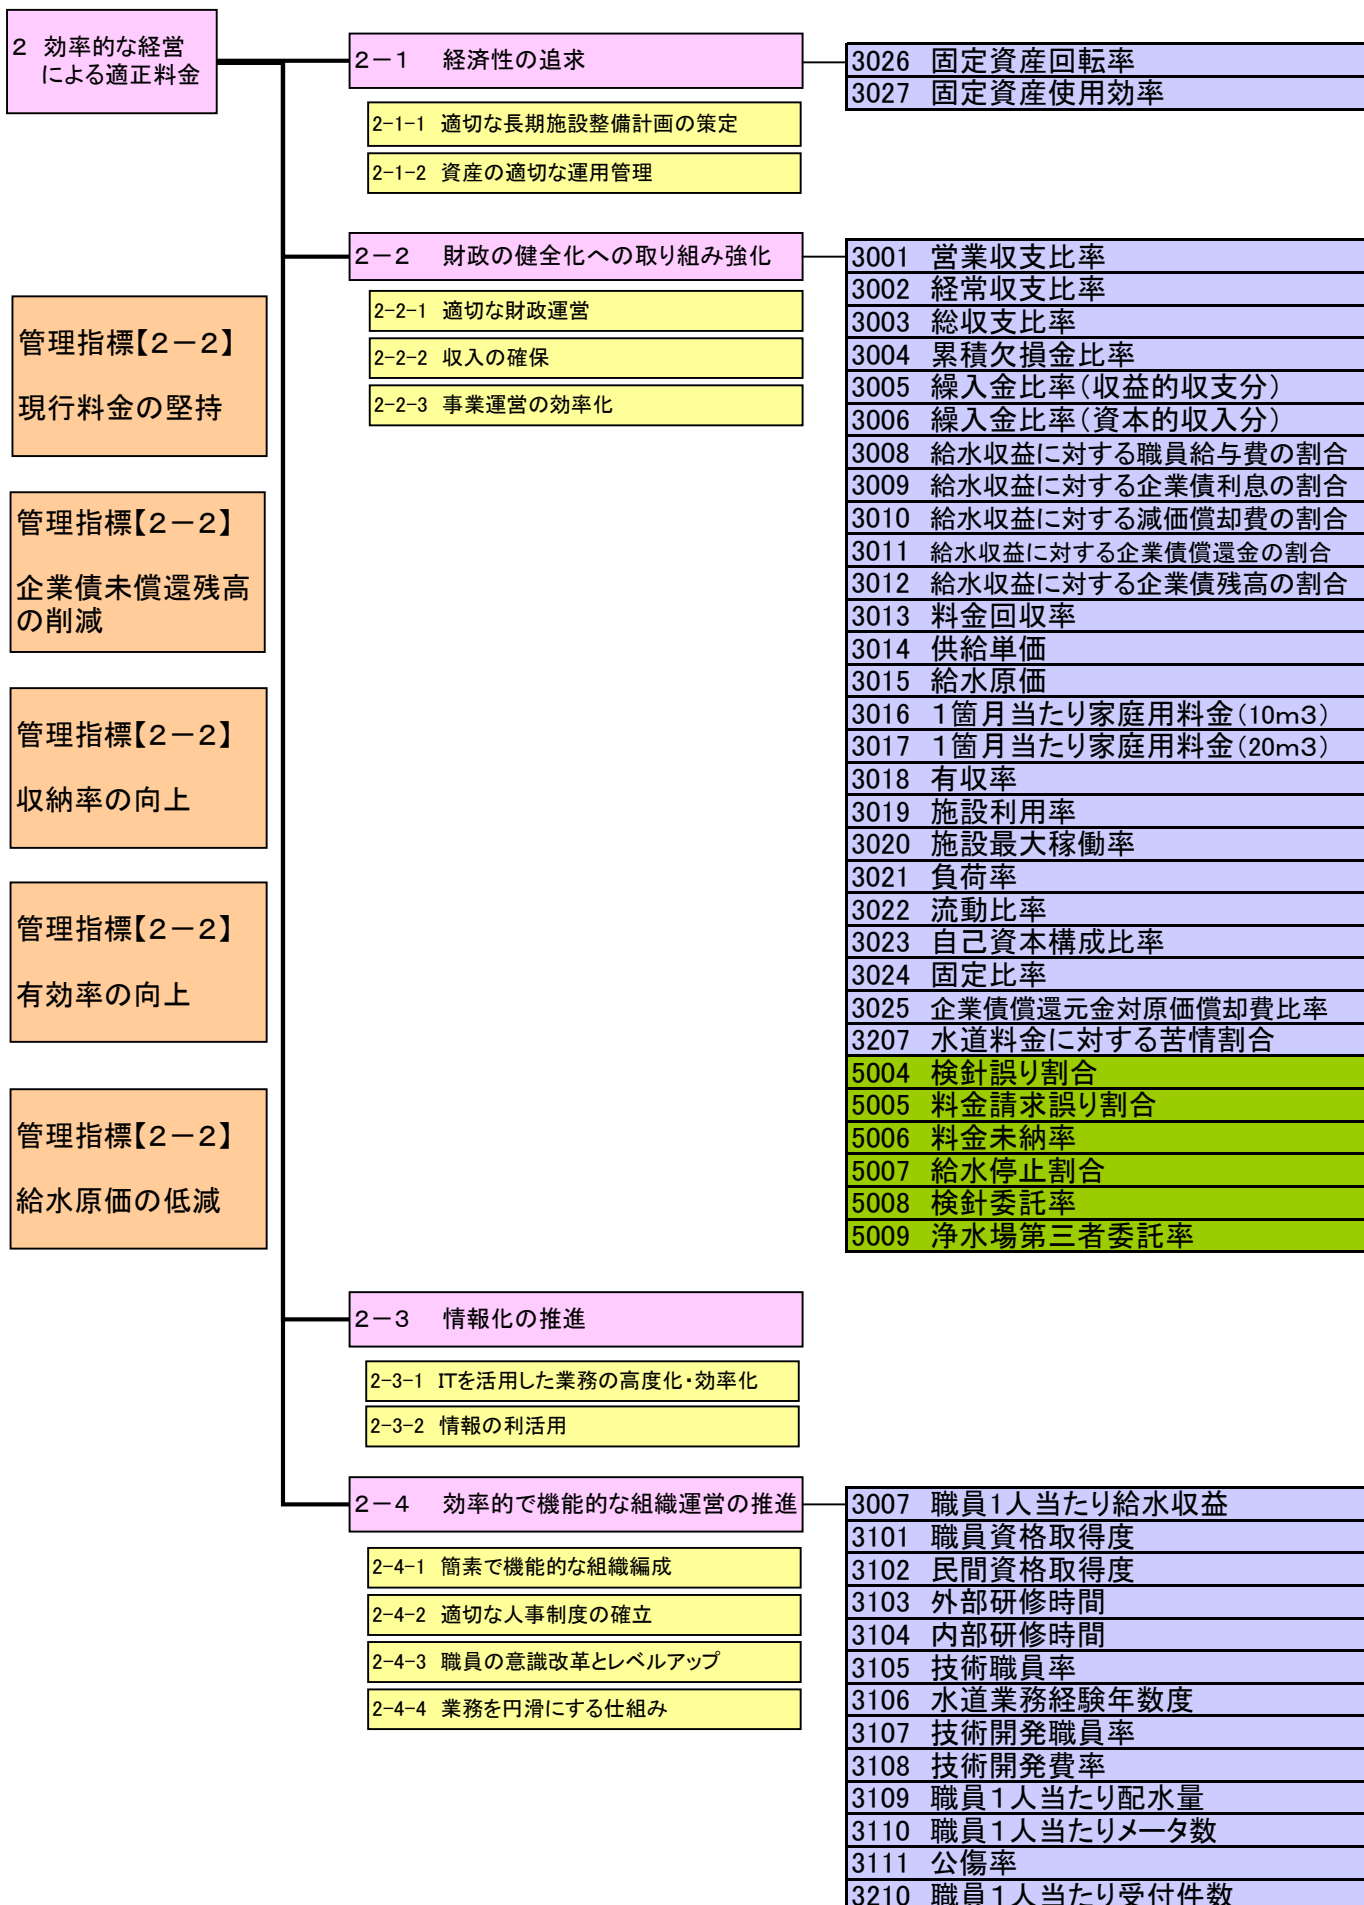 2 効率的な経営
による適正料金
2－1 経済性の追求
3026 固定資産回転率
3027 固定資産使用効率
2-1-1 適切な長期施設整備計画の策定
2-1-2 資産の適切な運用管理
2－2 財政の健全化への取り組み強化
2-2-1 適切な財政運営
2-2-2 収入の確保
2-2-3 事業運営の効率化
管理指標【2－2】
現行料金の堅持
管理指標【2－2】
企業債未償還残高
の削減
管理指標【2－2】
収納率の向上
管理指標【2－2】
有効率の向上
管理指標【2－2】
給水原価の低減
3001 営業収支比率
3002 経常収支比率
3003 総収支比率
3004 累積欠損金比率
3005 繰入金比率(収益的収支分)
3006 繰入金比率(資本的収入分)
3008 給水収益に対する職員給与費の割合
3009 給水収益に対する企業債利息の割合
3010 給水収益に対する減価償却費の割合
3011 給水収益に対する企業債償還金の割合
3012 給水収益に対する企業債残高の割合
3013 料金回収率
3014 供給単価
3015 給水原価
3016 1箇月当たり家庭用料金(10m3)
3017 1箇月当たり家庭用料金(20m3)
3018 有収率
3019 施設利用率
3020 施設最大稼働率
3021 負荷率
3022 流動比率
3023 自己資本構成比率
3024 固定比率
3025 企業債償還元金対原価償却費比率
3207 水道料金に対する苦情割合
5004 検針誤り割合
5005 料金請求誤り割合
5006 料金未納率
5007 給水停止割合
5008 検針委託率
5009 浄水場第三者委託率
2－3 情報化の推進
2-3-1 ITを活用した業務の高度化・効率化
2-3-2 情報の利活用
2－4 効率的で機能的な組織運営の推進
2-4-1 簡素で機能的な組織編成
2-4-2 適切な人事制度の確立
2-4-3 職員の意識改革とレベルアップ
2-4-4 業務を円滑にする仕組み
3007 職員1人当たり給水収益
3101 職員資格取得度
3102 民間資格取得度
3103 外部研修時間
3104 内部研修時間
3105 技術職員率
3106 水道業務経験年数度
3107 技術開発職員率
3108 技術開発費率
3109 職員1人当たり配水量
3110 職員1人当たりメータ数
3111 公傷率
3210 職員1人当たり受付件数